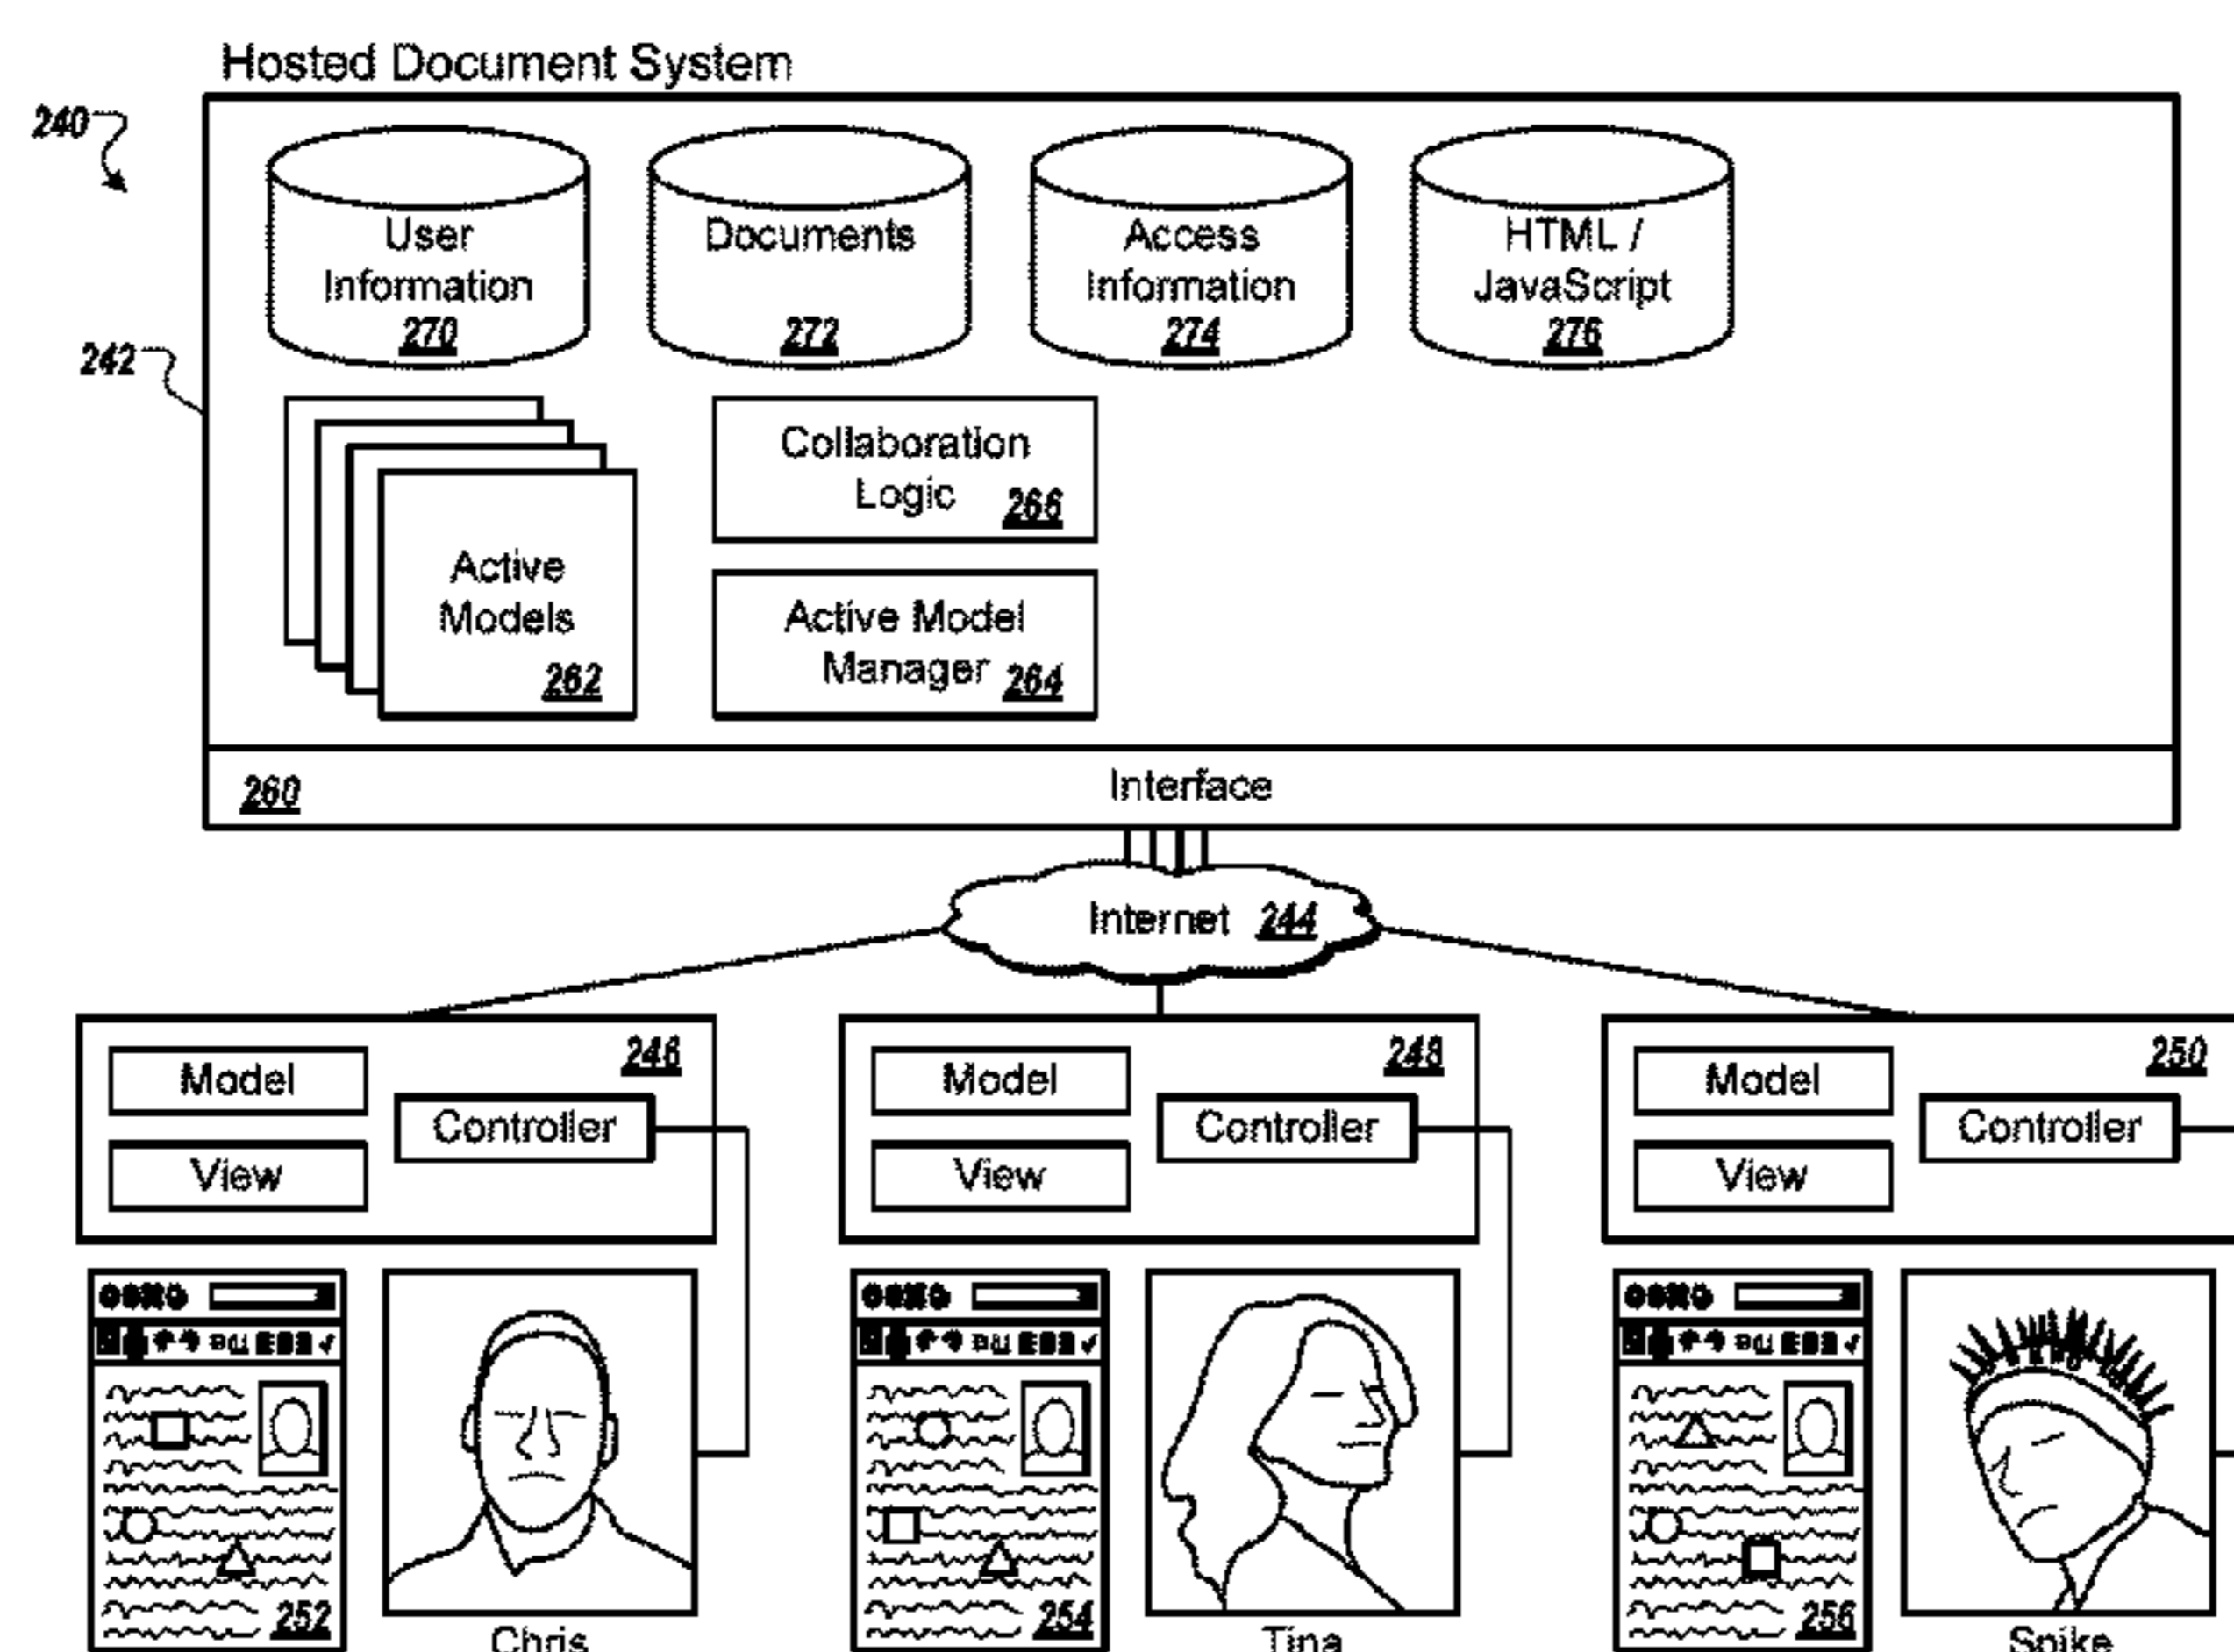 Hosted Document System
240
User
Information
270
Documents
272
Access
Information
274
HTML /
JavaScript
276
242
Collaboration
Logic 266
Active
Models
262
Active Model
Manager 264
260 Interface
Internet 244
246
Model
Controller
View
248
Model
Controller
View
250
Model
Controller
View
252
Chris
254
Tina
256
Spike